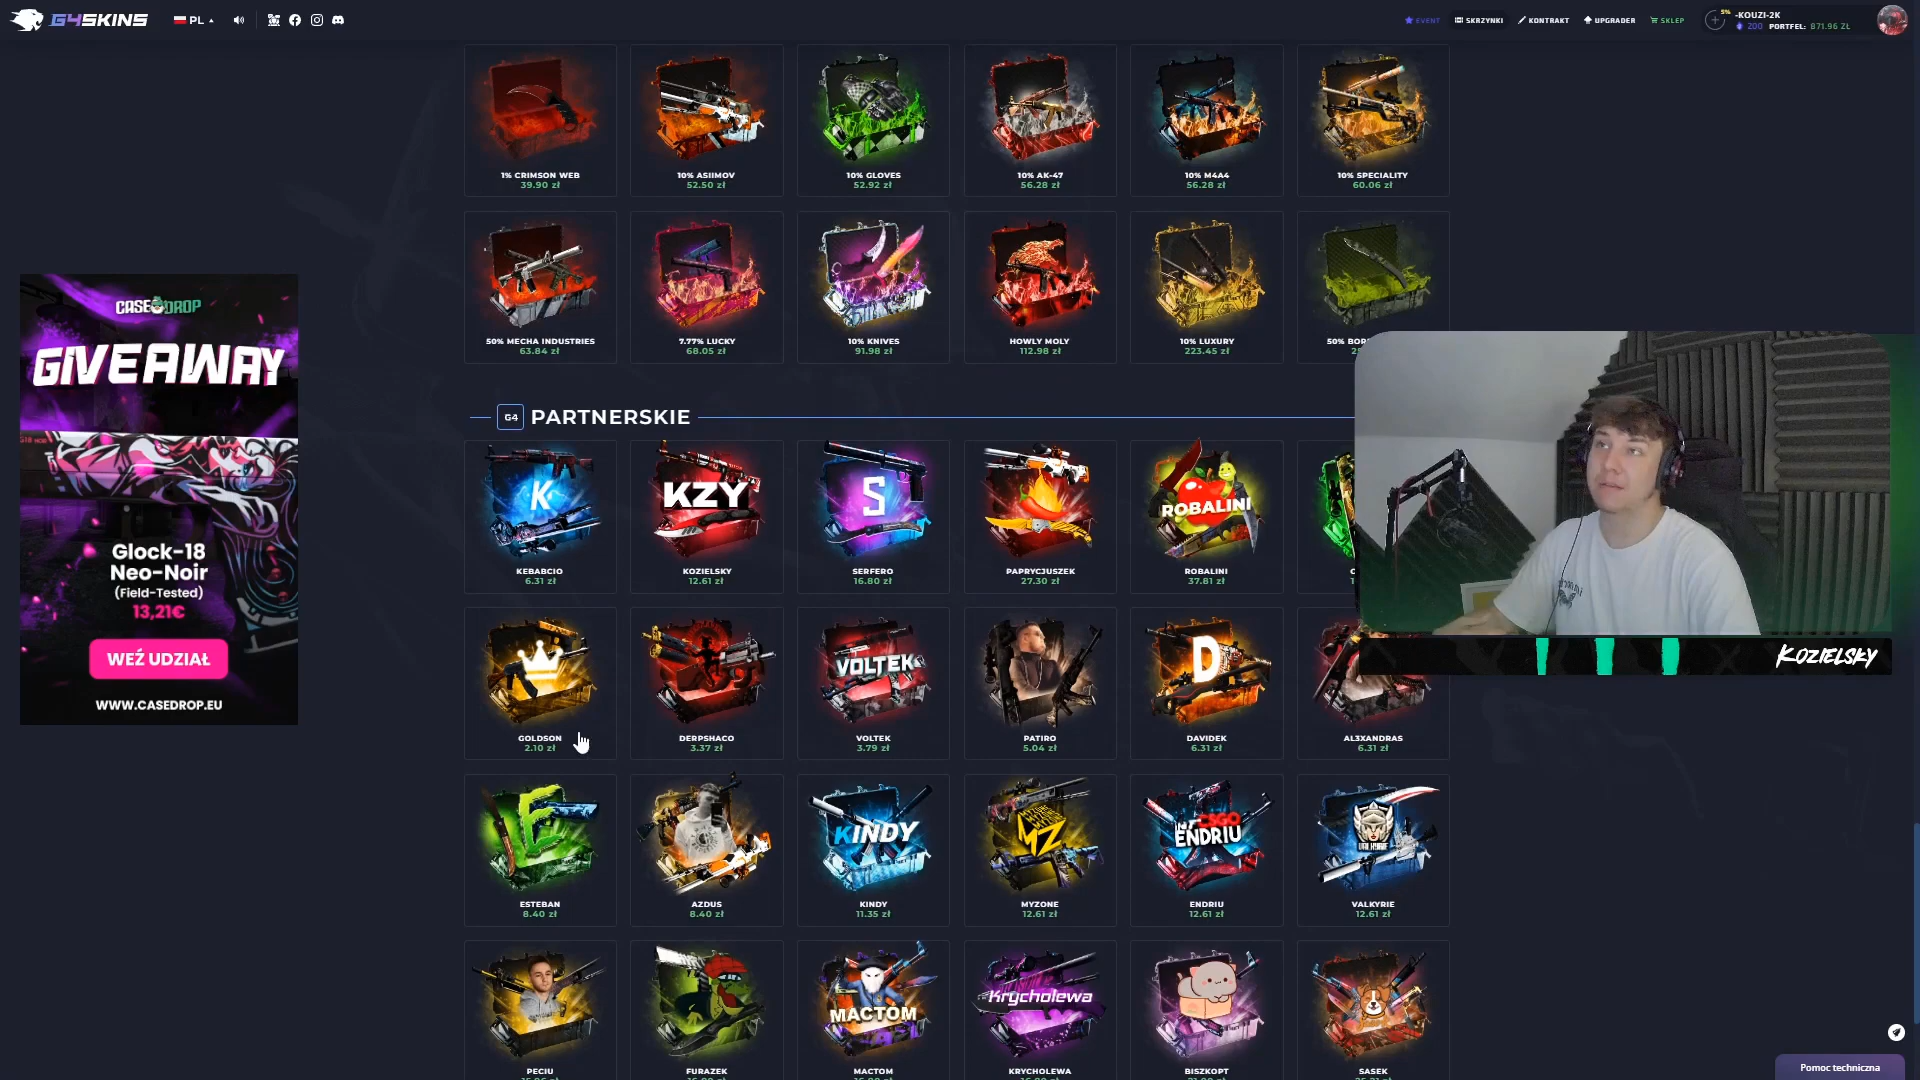 G4SKINS
PL
EVENT
SKRZYNKI
KONTRAKT
UPGRADER
SKLEP
5%
-KOUZI-2K
200 PORTFEL: 871.96 ZŁ
1% CRIMSON WEB
39.90 zł
10% ASIIMOV
52.50 zł
10% GLOVES
52.92 zł
10% AK-47
56.28 zł
10% M4A4
56.28 zł
10% SPECIALITY
60.06 zł
50% MECHA INDUSTRIES
63.84 zł
7.77% LUCKY
68.05 zł
10% KNIVES
91.98 zł
HOWLY MOLY
112.98 zł
10% LUXURY
223.45 zł
CASEDROP
GIVEAWAY
Glock-18
Neo-Noir
(Field-Tested)
13,21€
WEŹ UDZIAŁ
WWW.CASEDROP.EU
G4 PARTNERSKIE
K
KEBABCIO
6.31 zł
KZY
KOZIELSKY
12.61 zł
S
SERFERO
16.80 zł
PAPRYCJUSZEK
27.30 zł
ROBALINI
ROBALINI
37.81 zł
KOZIELSKY
GOLDSON
2.10 zł
DERPSHACO
3.37 zł
VOLTEK
VOLTEK
3.79 zł
PATIRO
5.04 zł
D
DAVIDEK
6.31 zł
AL3XANDRAS
6.31 zł
E
ESTEBAN
8.40 zł
AZDUS
8.40 zł
KINDY
KINDY
11.35 zł
MZ
MYZONE
12.61 zł
CSGO
ENDRIU
ENDRIU
12.61 zł
VALKYRIE
VALKYRIE
12.61 zł
PECIU
FURAZEK
MACTOM
MACTOM
Krycholewa
KRYCHOLEWA
BISZKOPT
SASEK
Pomoc techniczna